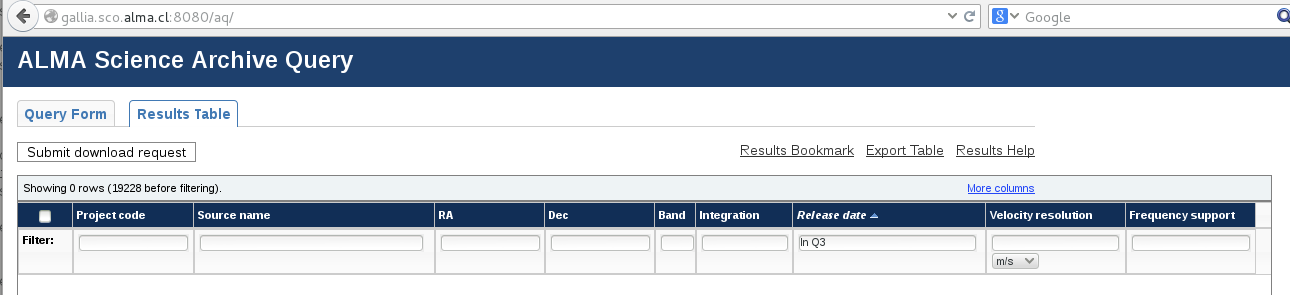 gallia.sco.alma.cl:8080/aq/ Google
ALMA Science Archive Query
Query Form Results Table
Submit download request Results Bookmark Export Table Results Help
Showing 0 rows (19228 before filtering). More columns
Project code Source name RA Dec Band Integration Release date Velocity resolution Frequency support
Filter: In Q3
m/s